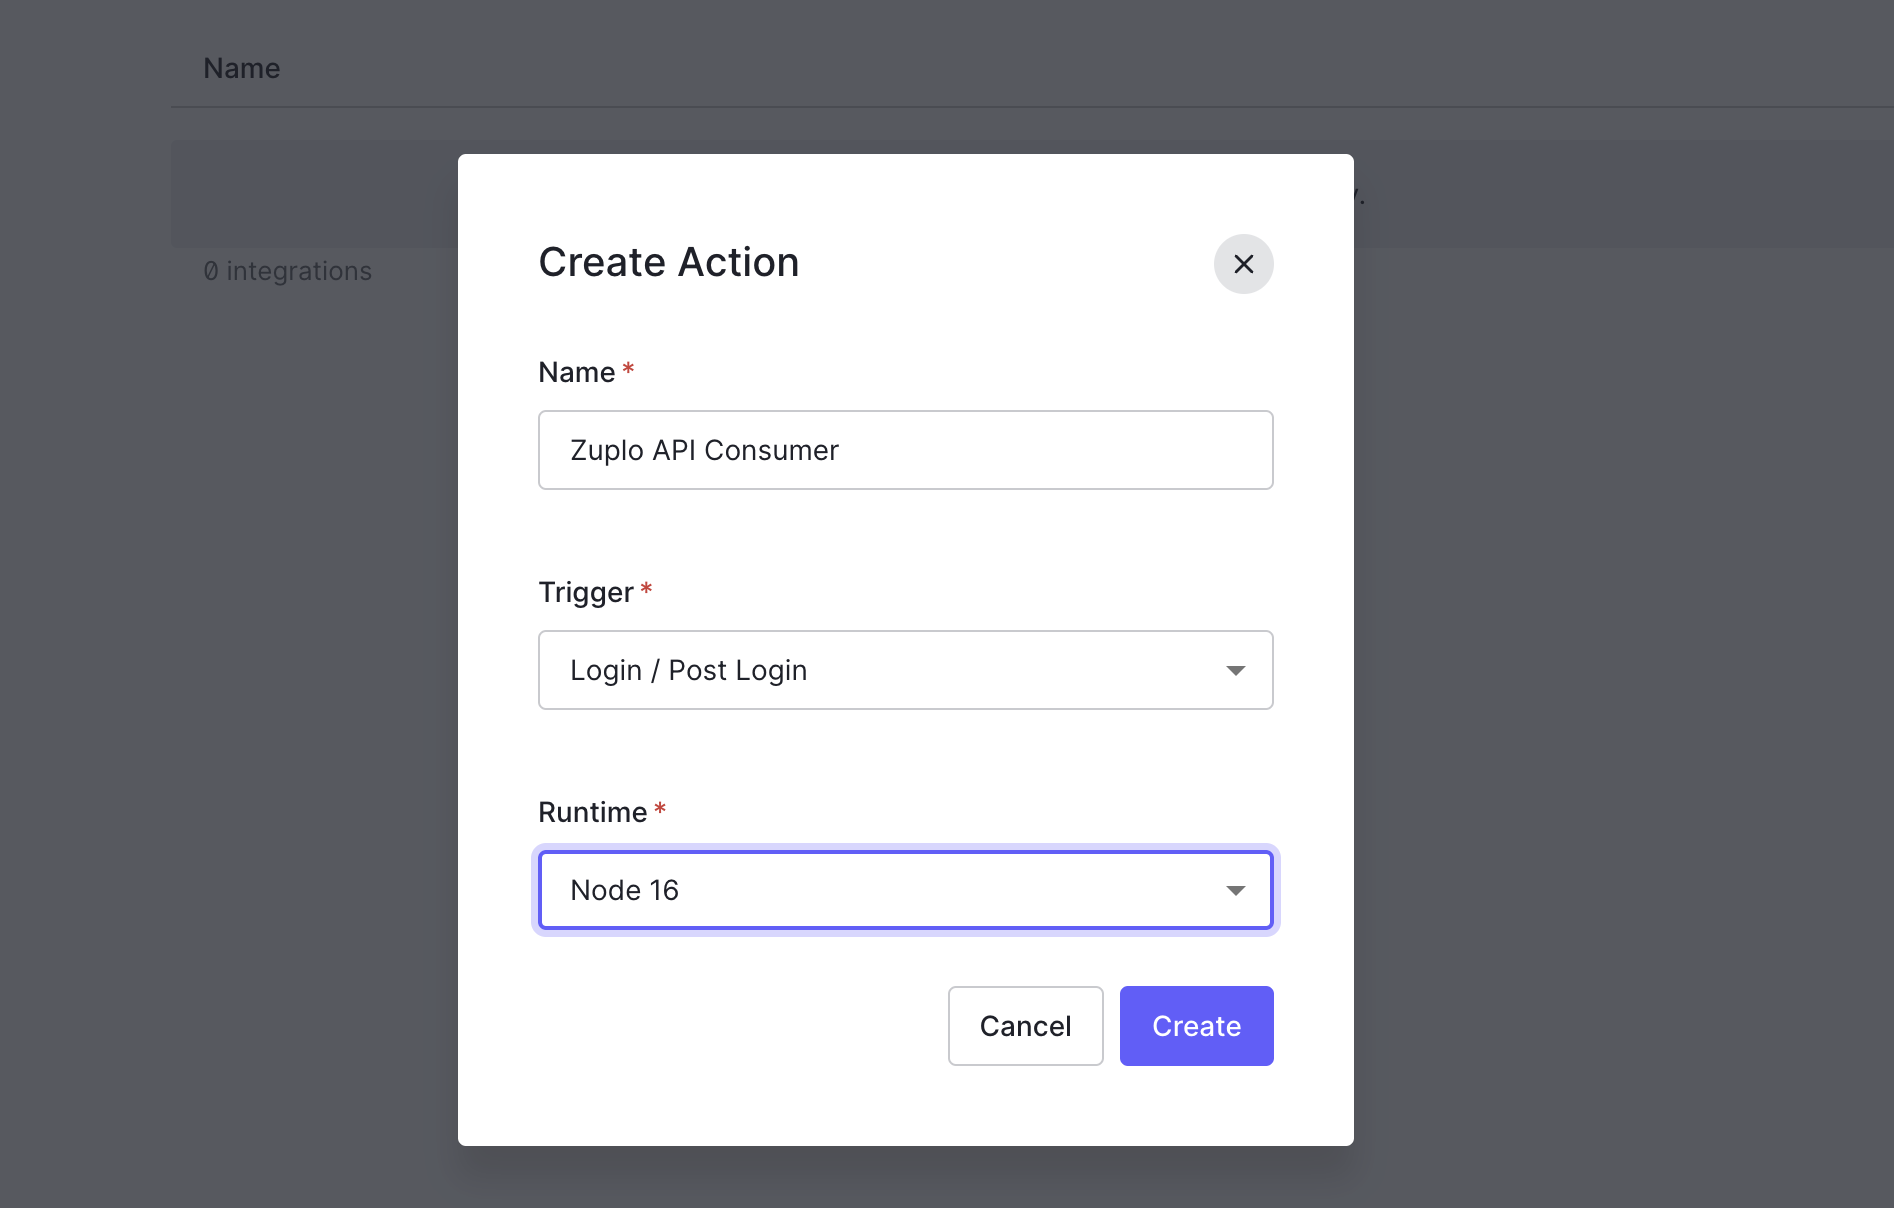 Name
0 integrations
Create Action
Name *
Zuplo API Consumer
Trigger *
Login / Post Login
Runtime *
Node 16
Cancel
Create